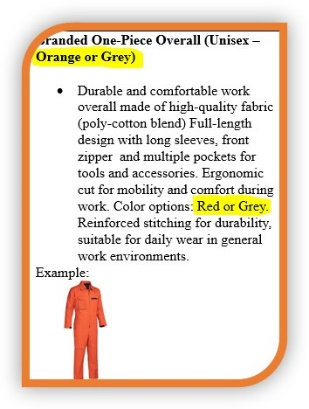 Branded One-Piece Overall (Unisex –
Orange or Grey)
• Durable and comfortable work
overall made of high-quality fabric
(poly-cotton blend) Full-length
design with long sleeves, front
zipper and multiple pockets for
tools and accessories. Ergonomic
cut for mobility and comfort during
work. Color options: Red or Grey.
Reinforced stitching for durability,
suitable for daily wear in general
work environments.
Example: